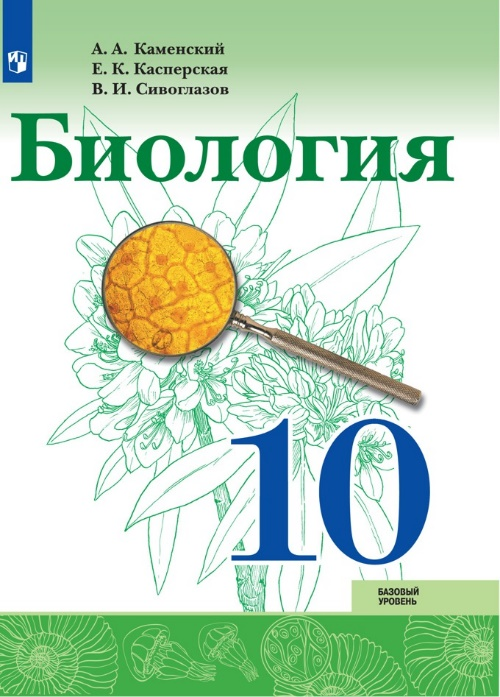 А. А. Каменский
Е. К. Касперская
В. И. Сивоглазов
Биология
10
БАЗОВЫЙ
УРОВЕНЬ